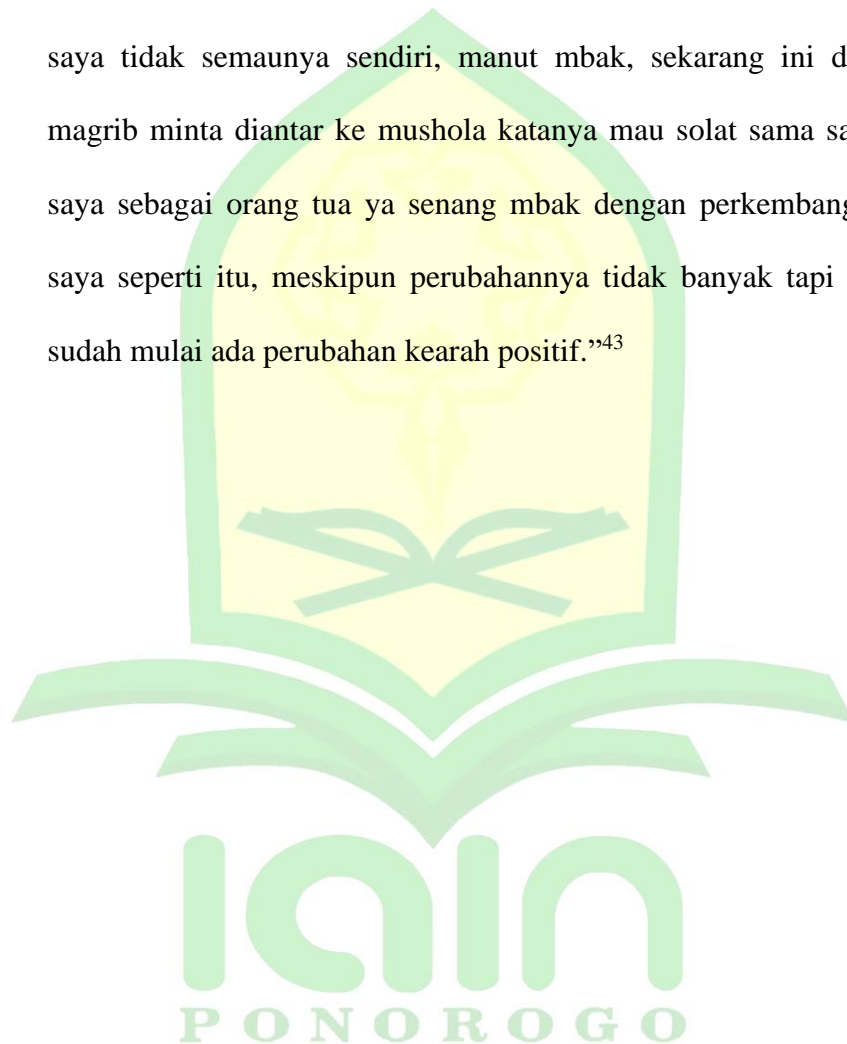 saya tidak semaunya sendiri, manut mbak, sekarang ini d
magrib minta diantar ke mushola katanya mau solat sama sa
saya sebagai orang tua ya senang mbak dengan perkembang
saya seperti itu, meskipun perubahannya tidak banyak tapi
sudah mulai ada perubahan kearah positif.”43
iain
PONOROGO